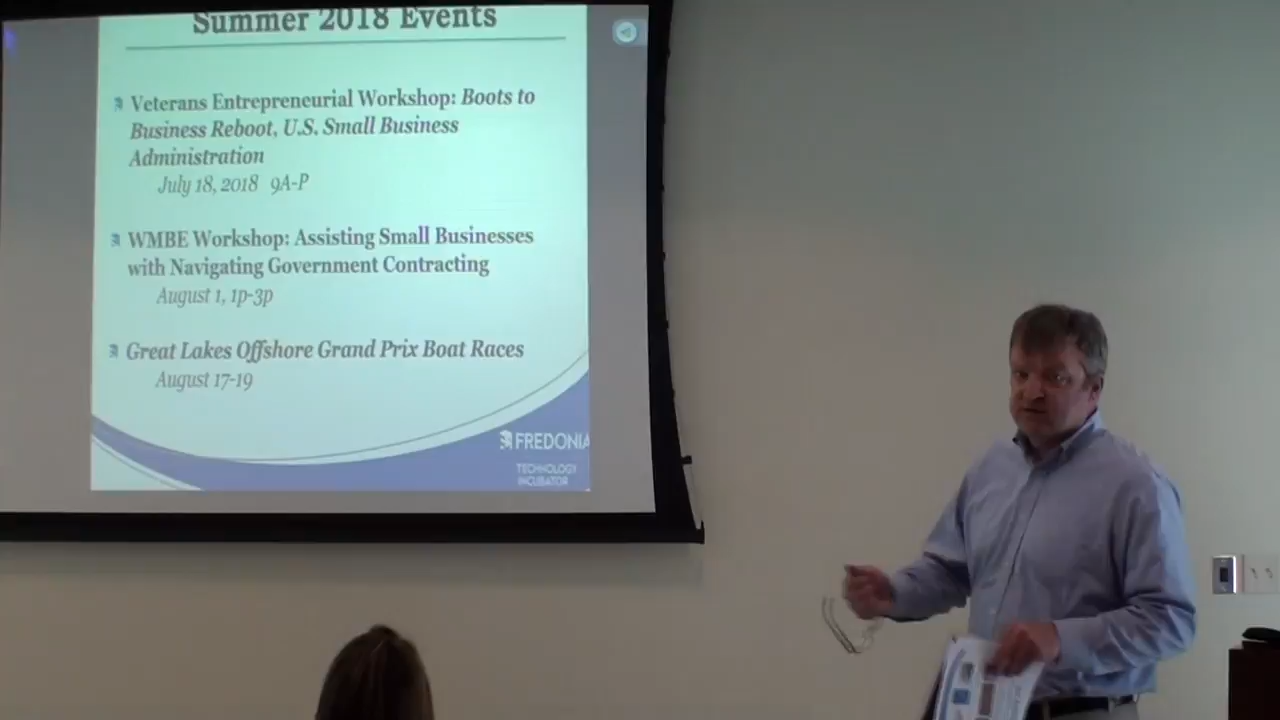 Summer 2018 Events
Veterans Entrepreneurial Workshop: Boots to
Business Reboot, U.S. Small Business
Administration
July 18, 2018 9A-P
WMBE Workshop: Assisting Small Businesses
with Navigating Government Contracting
August 1, 1p-3p
Great Lakes Offshore Grand Prix Boat Races
August 17-19
FREDONIA
TECHNOLOGY
INCUBATOR